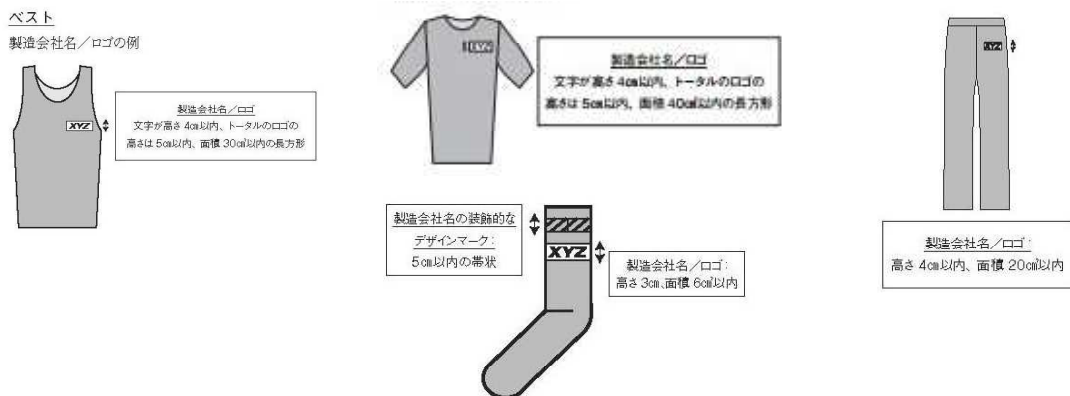 ベスト
製造会社名／ロゴの例
XYZ
製造会社名／ロゴ
文字が高さ 4㎝以内、トータルのロゴの
高さは 5㎝以内、面積 30㎠以内の長方形
XYZ
製造会社名／ロゴ
文字が高さ 4㎝以内、トータルのロゴの
高さは 5㎝以内、面積 40㎠以内の長方形
製造会社名の装飾的な
デザインマーク：
5㎝以内の帯状
XYZ
製造会社名／ロゴ：
高さ 3㎝、面積 6㎠以内
XYZ
製造会社名／ロゴ：
高さ 4㎝以内、面積 20㎠以内